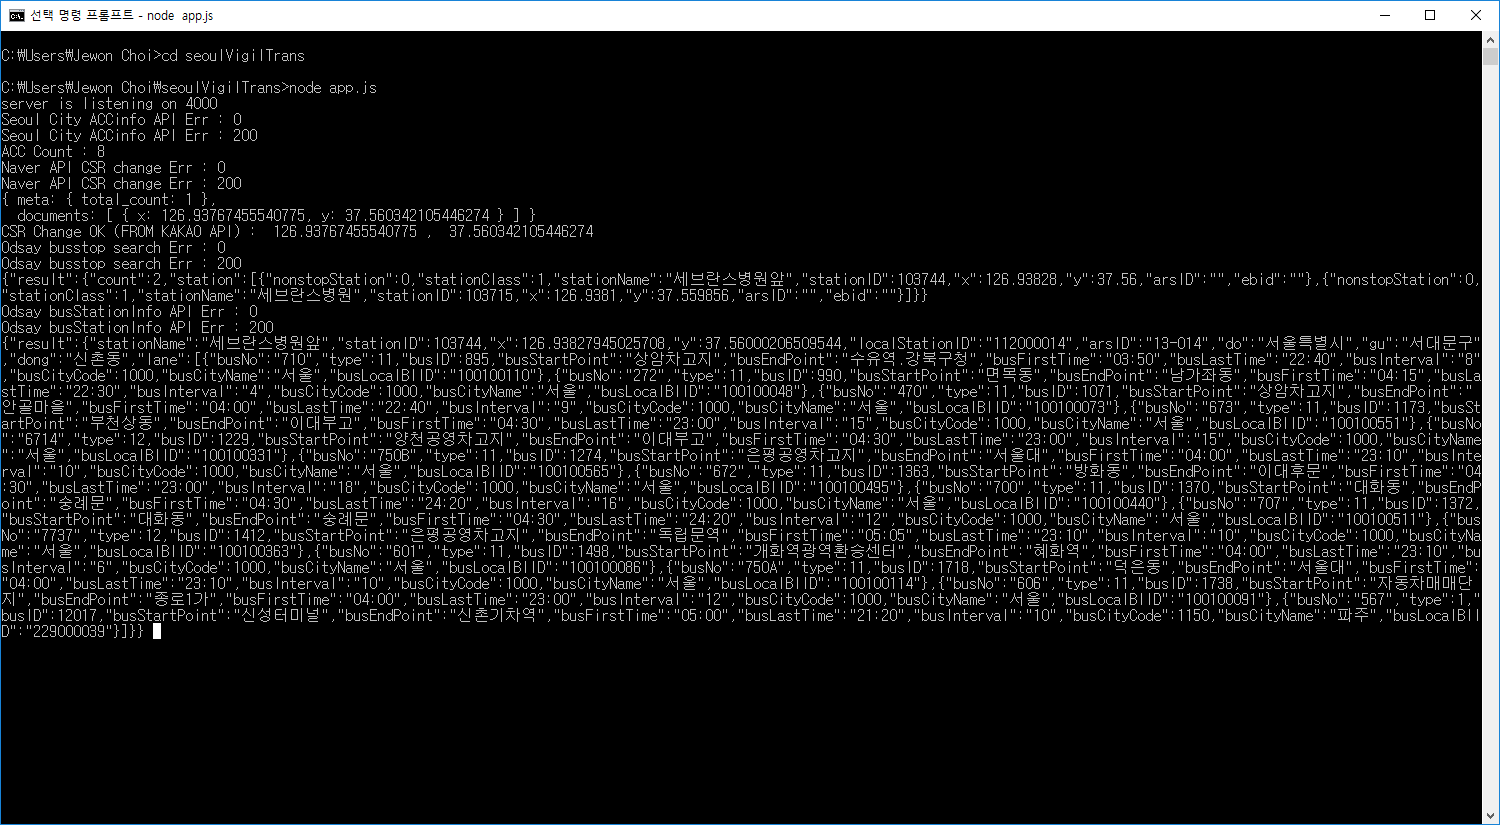 선택 명령 프롬프트 - node  app.js
C:\Users\Jewon Choi>cd seoulVigilTrans
C:\Users\Jewon Choi\seoulVigilTrans>node app.js
server is listening on 4000
Seoul City ACCinfo API Err : 0
Seoul City ACCinfo API Err : 200
ACC Count : 8
Naver API CSR change Err : 0
Naver API CSR change Err : 200
{ meta: { total_count: 1 },
  documents: [ { x: 126.93767455540775, y: 37.560342105446274 } ] }
CSR Change OK (FROM KAKAO API) :  126.93767455540775 ,  37.560342105446274
Odsay busstop search Err : 0
Odsay busstop search Err : 200
{"result":{"count":2,"station":[{"nonstopStation":0,"stationClass":1,"stationName":"세브란스병원앞","stationID":103744,"x":126.93828,"y":37.56,"arsID":"","ebid":""},{"nonstopStation":0,
"stationClass":1,"stationName":"세브란스병원","stationID":103715,"x":126.9381,"y":37.559856,"arsID":"","ebid":""}]}}
Odsay busStationInfo API Err : 0
Odsay busStationInfo API Err : 200
{"result":{"stationName":"세브란스병원앞","stationID":103744,"x":126.93827945025708,"y":37.56000206509544,"localStationID":"112000014","arsID":"13-014","do":"서울특별시","gu":"서대문구"
,"dong":"신촌동","lane":[{"busNo":"710","type":11,"busID":895,"busStartPoint":"상암차고지","busEndPoint":"수유역.강북구청","busFirstTime":"03:50","busLastTime":"22:40","busInterval":"8"
,"busCityCode":1000,"busCityName":"서울","busLocalBlID":"100100110"},{"busNo":"272","type":11,"busID":990,"busStartPoint":"면목동","busEndPoint":"남가좌동","busFirstTime":"04:15","busLa
stTime":"22:30","busInterval":"4","busCityCode":1000,"busCityName":"서울","busLocalBlID":"100100048"},{"busNo":"470","type":11,"busID":1071,"busStartPoint":"상암차고지","busEndPoint":"
안골마을","busFirstTime":"04:00","busLastTime":"22:40","busInterval":"9","busCityCode":1000,"busCityName":"서울","busLocalBlID":"100100073"},{"busNo":"673","type":11,"busID":1173,"busSt
artPoint":"부천상동","busEndPoint":"이대부고","busFirstTime":"04:30","busLastTime":"23:00","busInterval":"15","busCityCode":1000,"busCityName":"서울","busLocalBlID":"100100551"},{"busNo
":"6714","type":12,"busID":1229,"busStartPoint":"양천공영차고지","busEndPoint":"이대부고","busFirstTime":"04:30","busLastTime":"23:00","busInterval":"15","busCityCode":1000,"busCityName
":"서울","busLocalBlID":"100100331"},{"busNo":"750B","type":11,"busID":1274,"busStartPoint":"은평공영차고지","busEndPoint":"서울대","busFirstTime":"04:00","busLastTime":"23:10","busInte
rval":"10","busCityCode":1000,"busCityName":"서울","busLocalBlID":"100100565"},{"busNo":"672","type":11,"busID":1363,"busStartPoint":"방화동","busEndPoint":"이대후문","busFirstTime":"04
:30","busLastTime":"23:00","busInterval":"18","busCityCode":1000,"busCityName":"서울","busLocalBlID":"100100495"},{"busNo":"700","type":11,"busID":1370,"busStartPoint":"대화동","busEndP
oint":"숭례문","busFirstTime":"04:30","busLastTime":"24:20","busInterval":"16","busCityCode":1000,"busCityName":"서울","busLocalBlID":"100100440"},{"busNo":"707","type":11,"busID":1372,
"busStartPoint":"대화동","busEndPoint":"숭례문","busFirstTime":"04:30","busLastTime":"24:20","busInterval":"12","busCityCode":1000,"busCityName":"서울","busLocalBlID":"100100511"},{"bus
No":"7737","type":12,"busID":1412,"busStartPoint":"은평공영차고지","busEndPoint":"독립문역","busFirstTime":"05:05","busLastTime":"23:10","busInterval":"10","busCityCode":1000,"busCityNa
me":"서울","busLocalBlID":"100100363"},{"busNo":"601","type":11,"busID":1498,"busStartPoint":"개화역광역환승센터","busEndPoint":"혜화역","busFirstTime":"04:00","busLastTime":"23:10","bu
sInterval":"6","busCityCode":1000,"busCityName":"서울","busLocalBlID":"100100086"},{"busNo":"750A","type":11,"busID":1718,"busStartPoint":"덕은동","busEndPoint":"서울대","busFirstTime":
"04:00","busLastTime":"23:10","busInterval":"10","busCityCode":1000,"busCityName":"서울","busLocalBlID":"100100114"},{"busNo":"606","type":11,"busID":1738,"busStartPoint":"자동차매매단
지","busEndPoint":"종로1가","busFirstTime":"04:00","busLastTime":"23:00","busInterval":"12","busCityCode":1000,"busCityName":"서울","busLocalBlID":"100100091"},{"busNo":"567","type":1,"
busID":12017,"busStartPoint":"신성터미널","busEndPoint":"신촌기차역","busFirstTime":"05:00","busLastTime":"21:20","busInterval":"10","busCityCode":1150,"busCityName":"파주","busLocalBlI
D":"229000039"}]}}